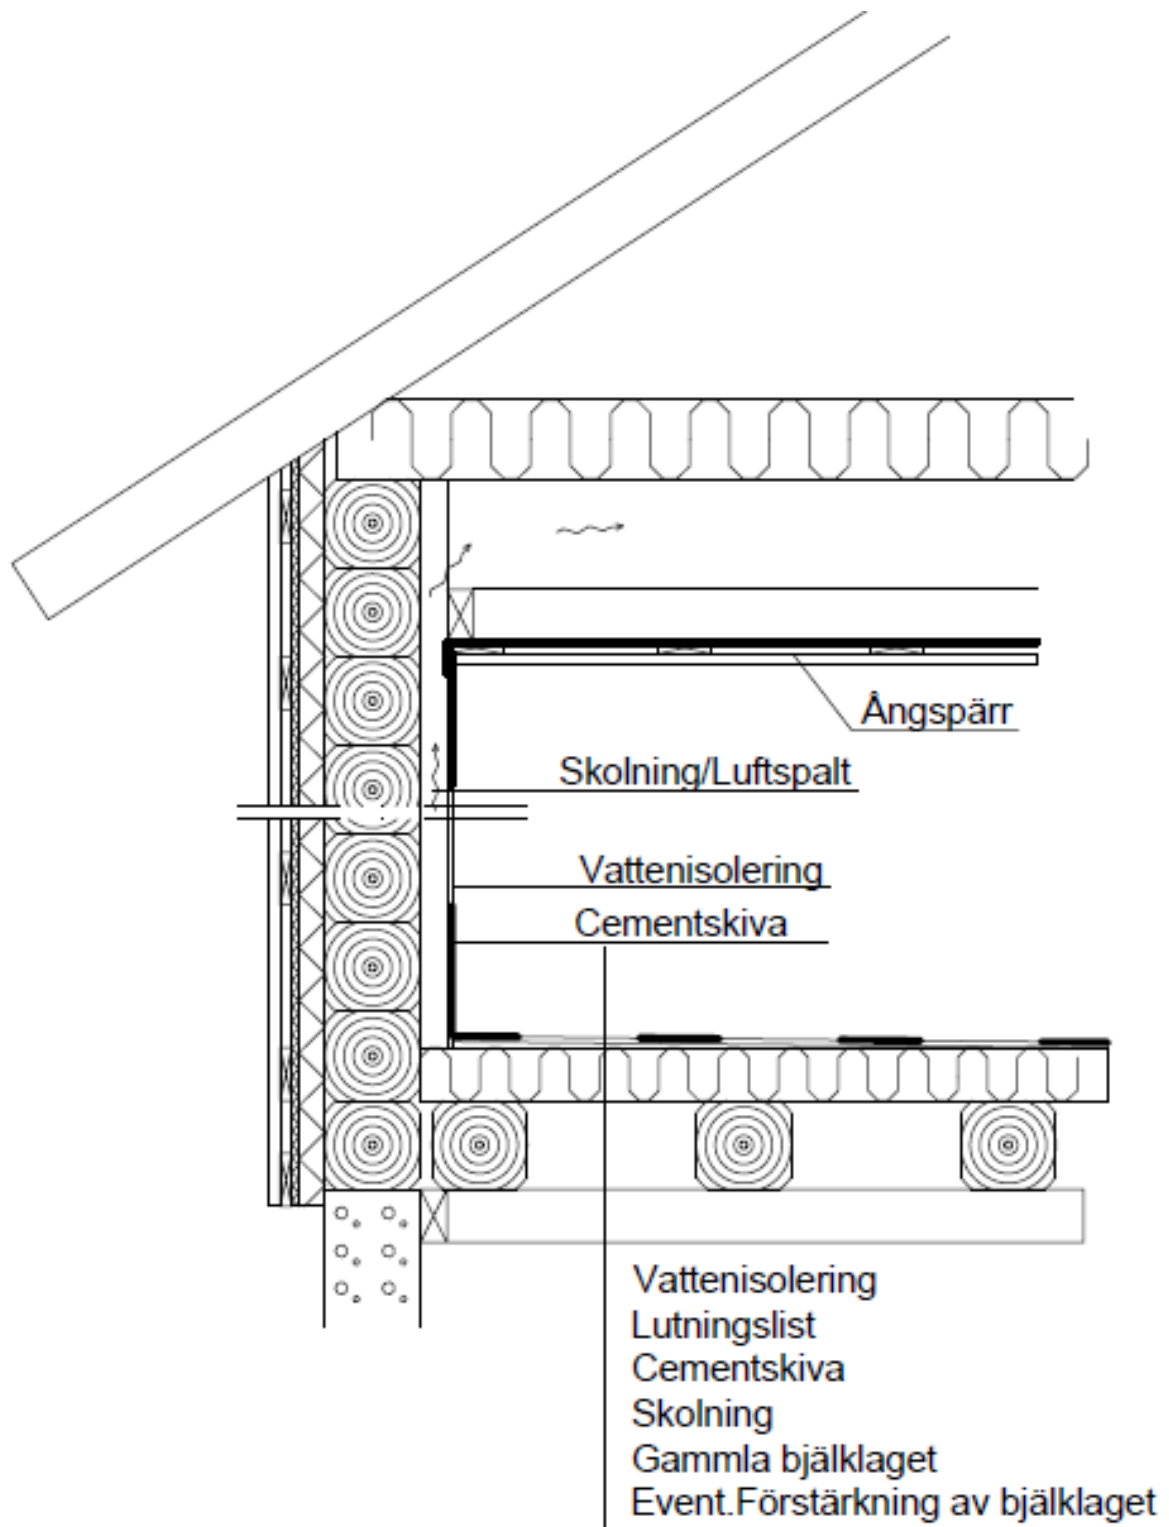 Ångspärr
Skolning/Luftspalt
Vattenisolering
Cementskiva
Vattenisolering
Lutningslist
Cementskiva
Skolning
Gammla bjälklaget
Event.Förstärkning av bjälklaget